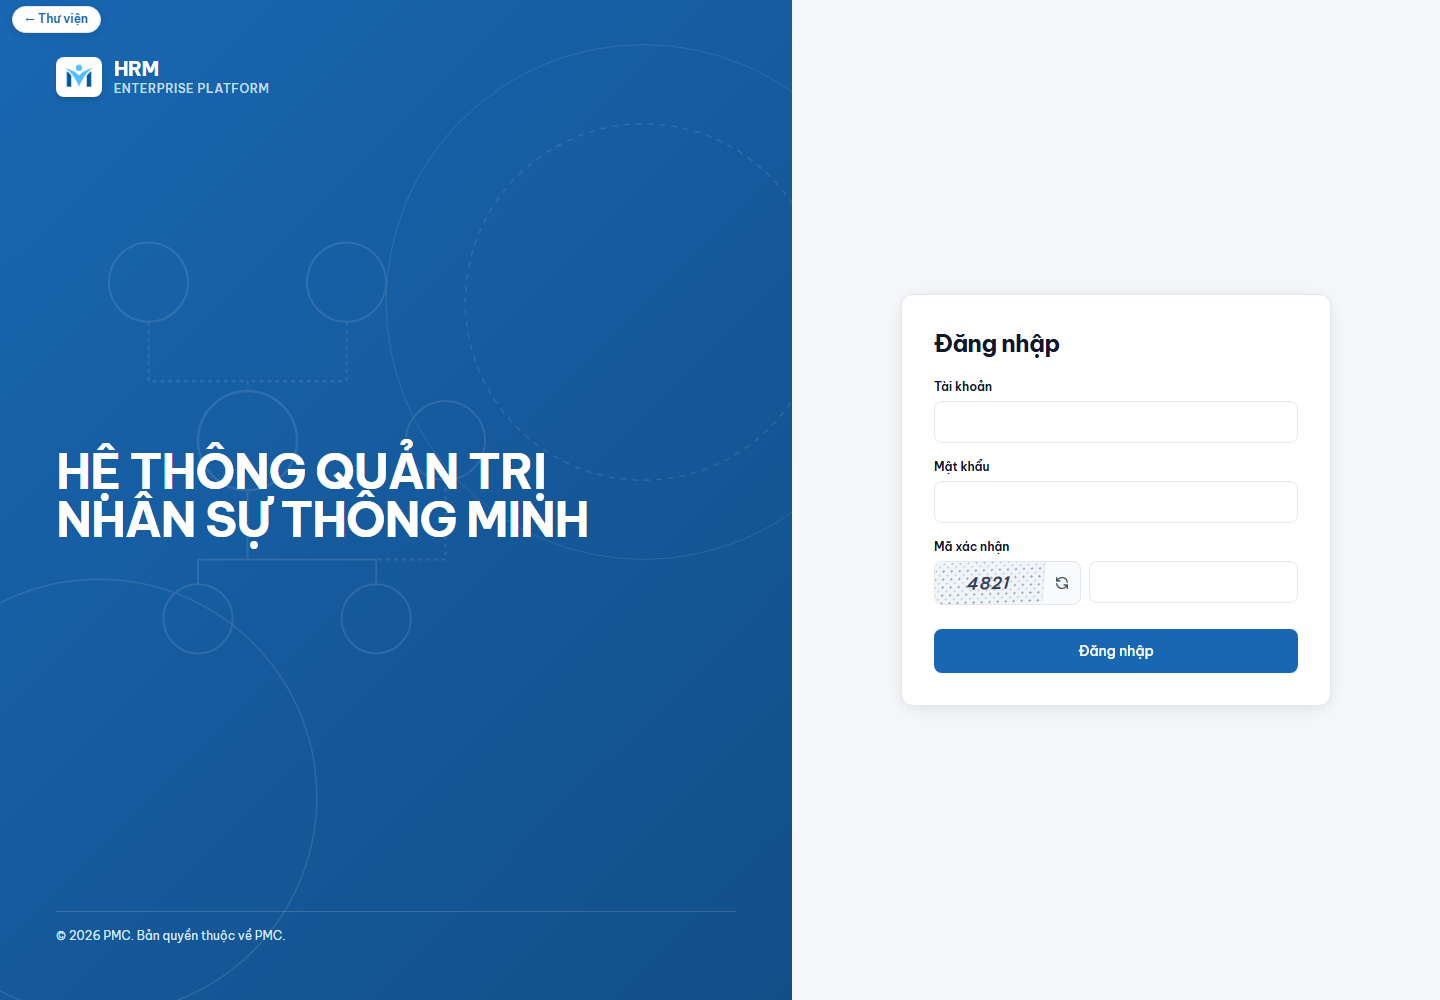 ← Thư viện
HRM
ENTERPRISE PLATFORM
HỆ THỐNG QUẢN TRỊ
NHÂN SỰ THÔNG MINH
© 2026 PMC. Bản quyền thuộc về PMC.
Đăng nhập
Tài khoản
Mật khẩu
Mã xác nhận
4821
Đăng nhập